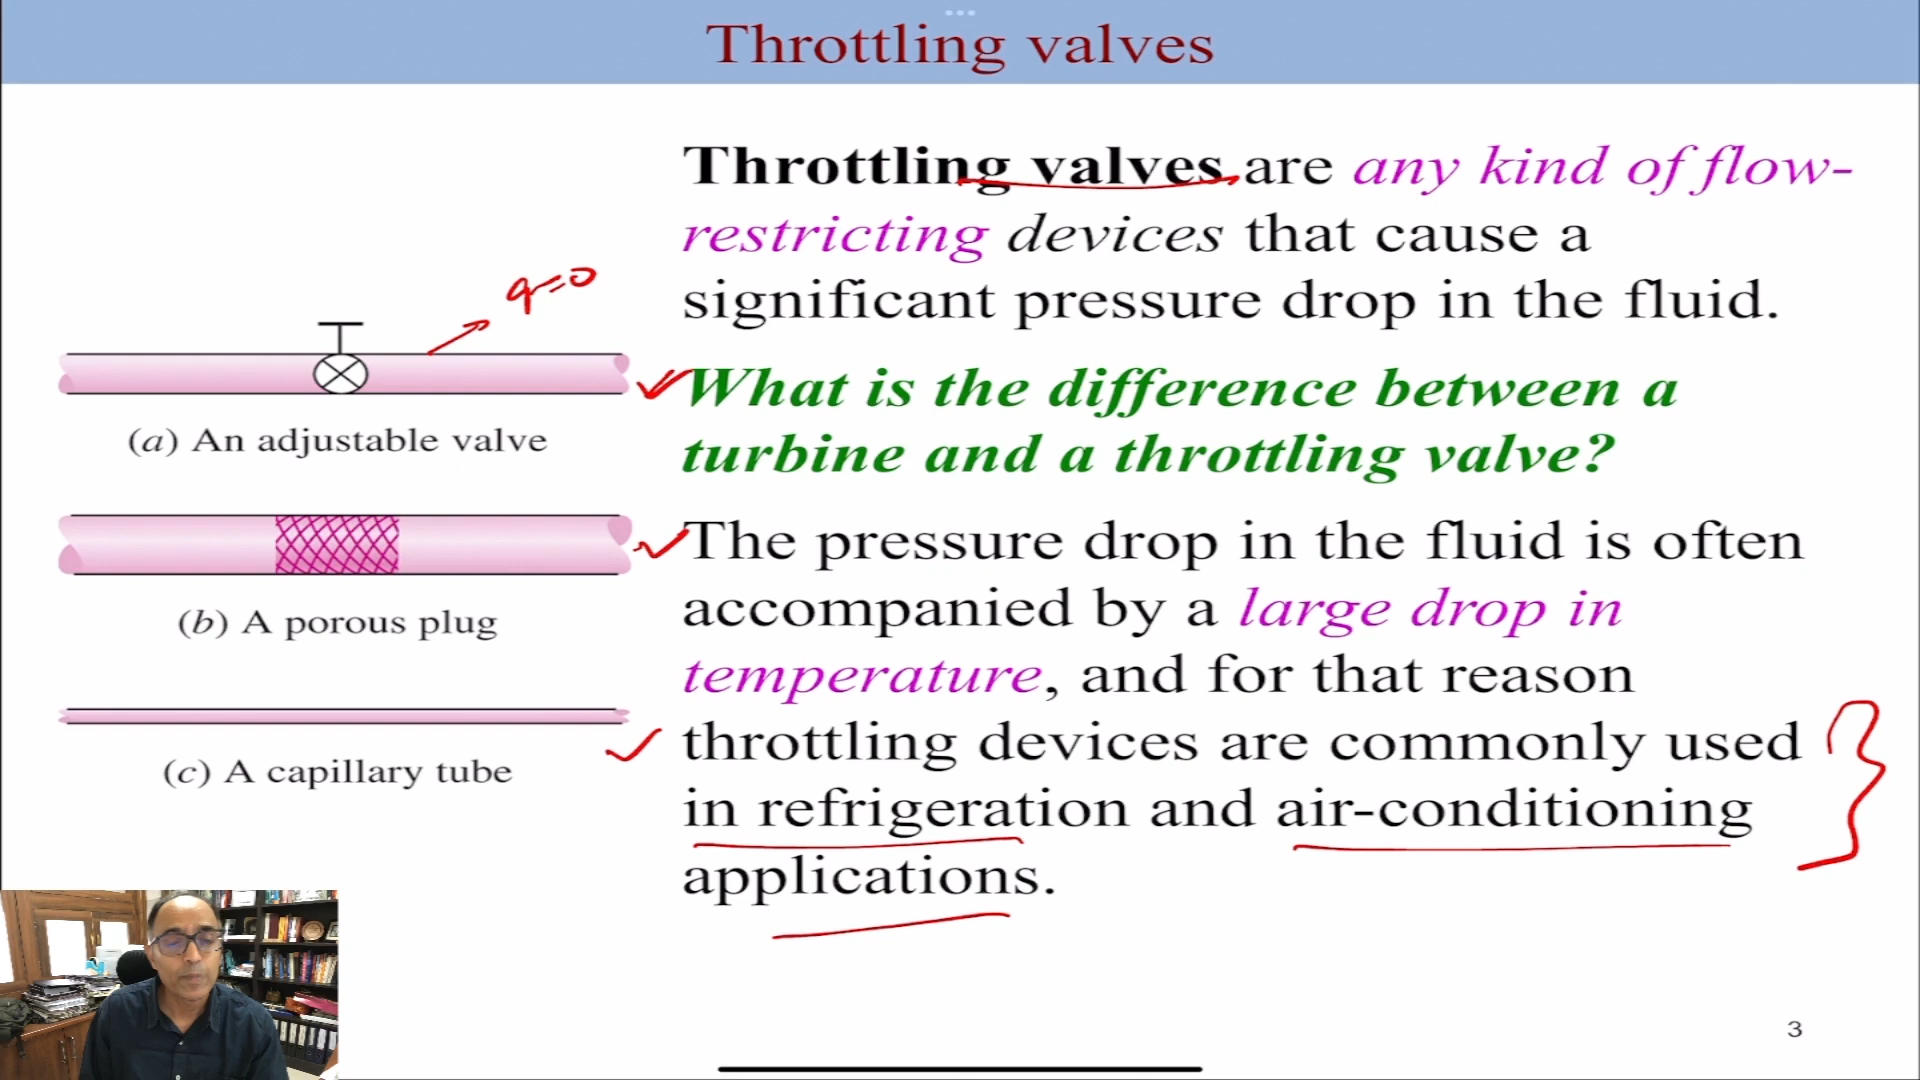 Throttling valves
Throttling valves are any kind of flow-
restricting devices that cause a
significant pressure drop in the fluid.
What is the difference between a
turbine and a throttling valve?
The pressure drop in the fluid is often
accompanied by a large drop in
temperature, and for that reason
throttling devices are commonly used
in refrigeration and air-conditioning
applications.
q=0
(a) An adjustable valve
(b) A porous plug
(c) A capillary tube
3